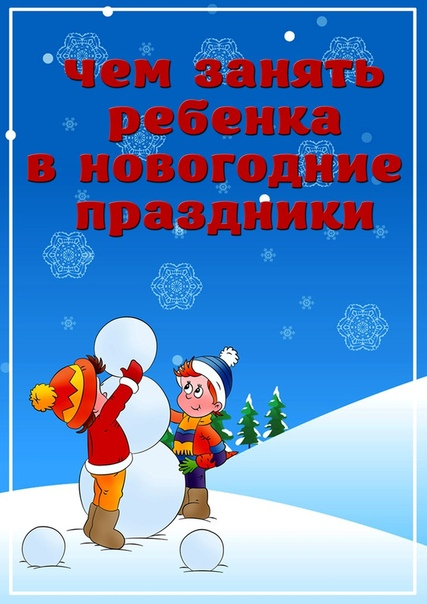 чем занять
ребенка
в новогодние
праздники